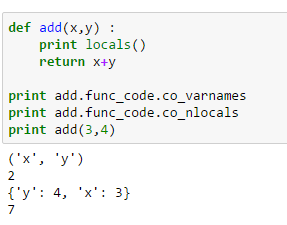 def add(x,y) :
    print locals()
    return x+y
print add.func_code.co_varnames
print add.func_code.co_nlocals
print add(3,4)
('x', 'y')
2
{'y': 4, 'x': 3}
7